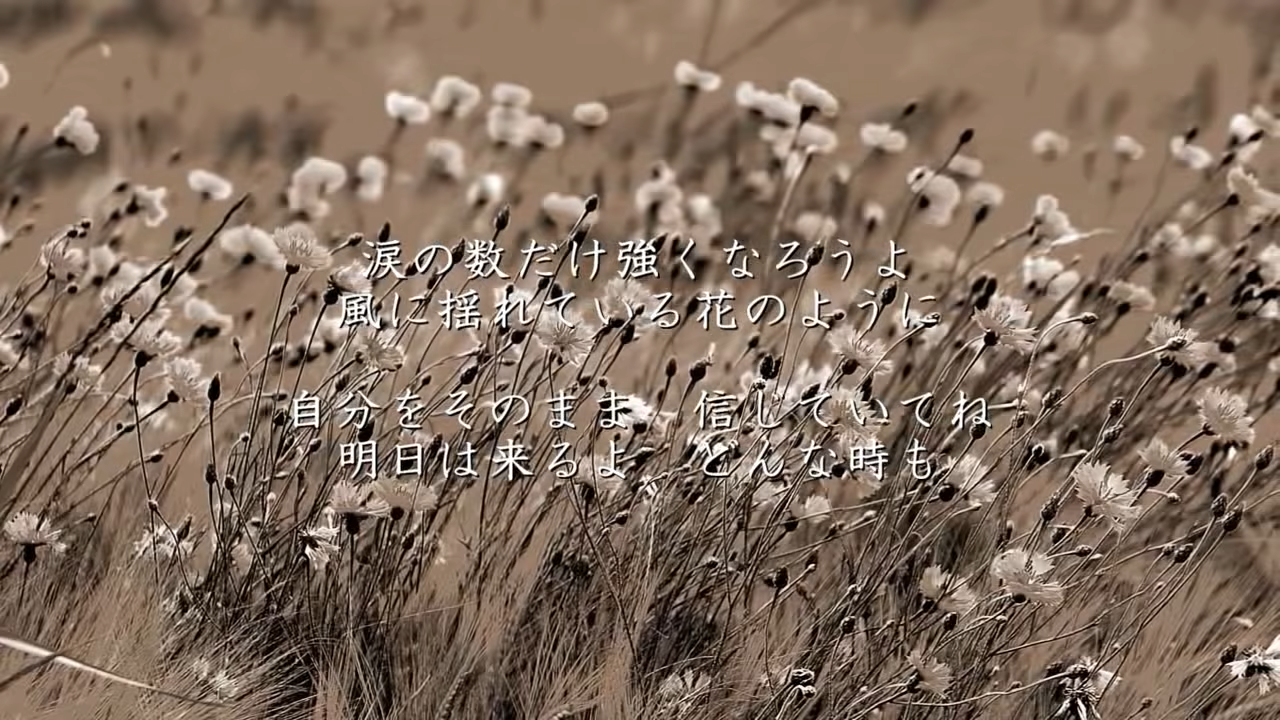 涙の数だけ強くなろうよ
風に揺れている花のように
自分をそのまま　信じていてね
明日は来るよ　どんな時も